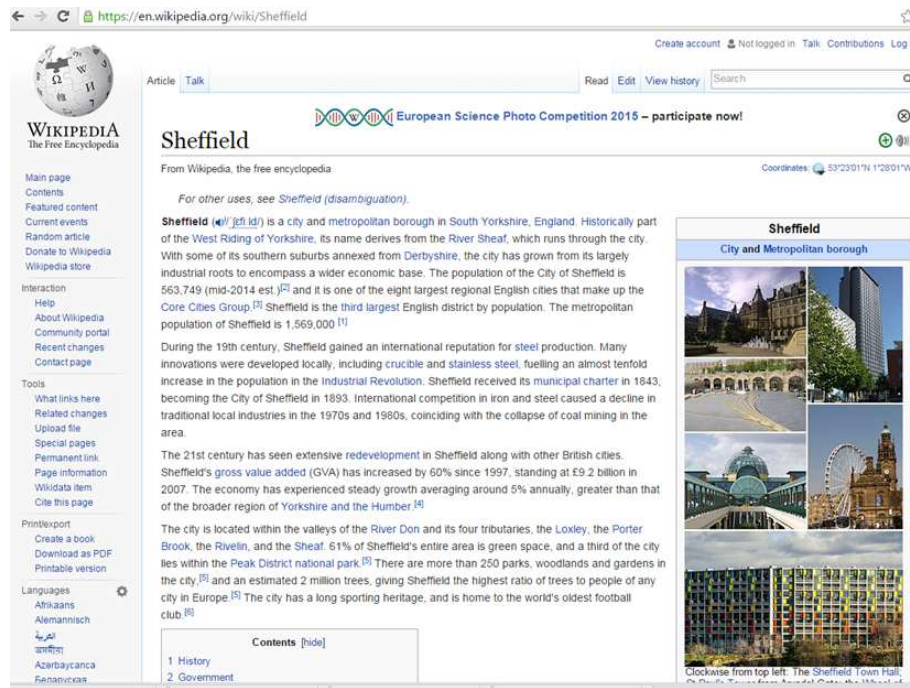 https://en.wikipedia.org/wiki/Sheffield
Create account Not logged in Talk Contributions Log
Article Talk Read Edit View history Search
European Science Photo Competition 2015 – participate now!
WIKIPEDIA
The Free Encyclopedia
Sheffield
From Wikipedia, the free encyclopedia
Coordinates: 53°23′01″N 1°28′01″W
Main page
Contents
Featured content
Current events
Random article
Donate to Wikipedia
Wikipedia store
Interaction
Help
About Wikipedia
Community portal
Recent changes
Contact page
Tools
What links here
Related changes
Upload file
Special pages
Permanent link
Page information
Wikidata item
Cite this page
Print/export
Create a book
Download as PDF
Printable version
Languages
Afrikaans
Alemannisch
العربية
অসমীয়া
Azərbaycanca
Беларуская
For other uses, see Sheffield (disambiguation).
Sheffield (/ˈʃɛfiːld/) is a city and metropolitan borough in South Yorkshire, England. Historically part
of the West Riding of Yorkshire, its name derives from the River Sheaf, which runs through the city.
With some of its southern suburbs annexed from Derbyshire, the city has grown from its largely
industrial roots to encompass a wider economic base. The population of the City of Sheffield is
563,749 (mid-2014 est.)[2] and it is one of the eight largest regional English cities that make up the
Core Cities Group.[3] Sheffield is the third largest English district by population. The metropolitan
population of Sheffield is 1,569,000 [1]
During the 19th century, Sheffield gained an international reputation for steel production. Many
innovations were developed locally, including crucible and stainless steel, fuelling an almost tenfold
increase in the population in the Industrial Revolution. Sheffield received its municipal charter in 1843,
becoming the City of Sheffield in 1893. International competition in iron and steel caused a decline in
traditional local industries in the 1970s and 1980s, coinciding with the collapse of coal mining in the
area.
The 21st century has seen extensive redevelopment in Sheffield along with other British cities.
Sheffield's gross value added (GVA) has increased by 60% since 1997, standing at £9.2 billion in
2007. The economy has experienced steady growth averaging around 5% annually, greater than that
of the broader region of Yorkshire and the Humber.[4]
The city is located within the valleys of the River Don and its four tributaries, the Loxley, the Porter
Brook, the Rivelin, and the Sheaf. 61% of Sheffield's entire area is green space, and a third of the city
lies within the Peak District national park.[5] There are more than 250 parks, woodlands and gardens in
the city,[5] and an estimated 2 million trees, giving Sheffield the highest ratio of trees to people of any
city in Europe.[5] The city has a long sporting heritage, and is home to the world's oldest football
club.[6]
Contents [hide]
1 History
2 Government
Sheffield
City and Metropolitan borough
Clockwise from top left: The Sheffield Town Hall;
St Paul's Tower from Arundel Gate; the Wheel of